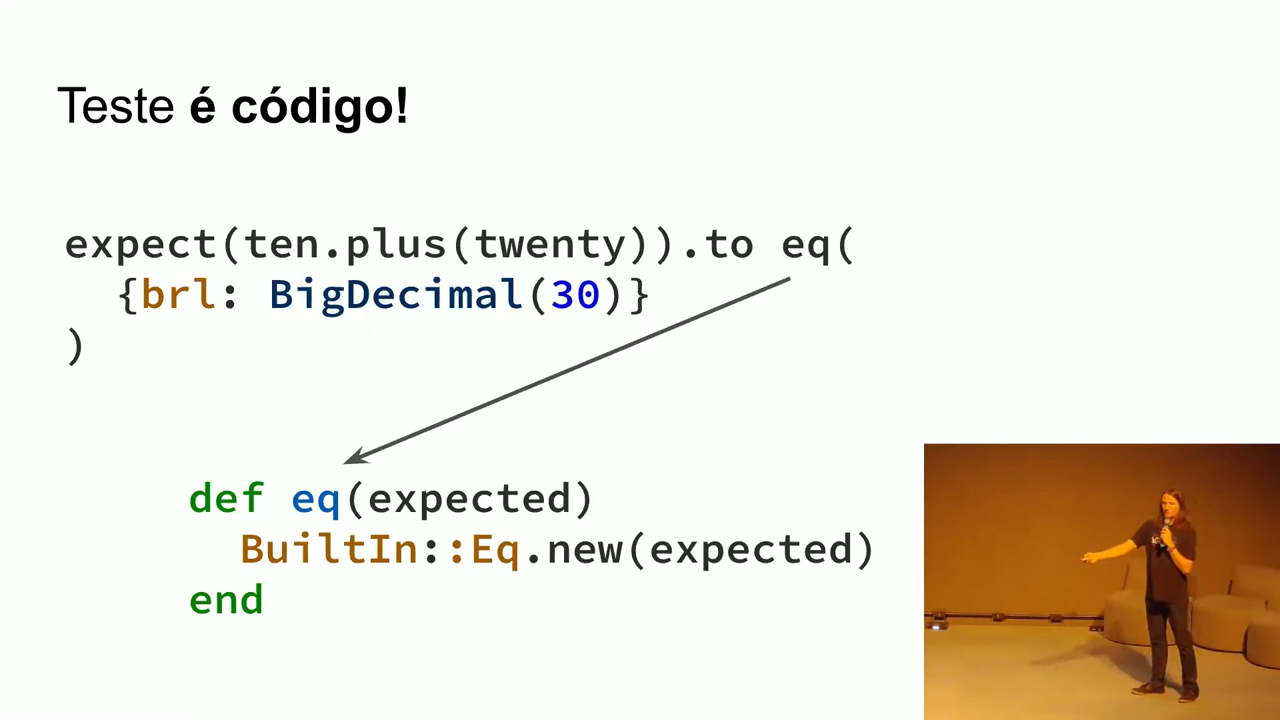 Teste é código!
expect(ten.plus(twenty)).to eq(
  {brl: BigDecimal(30)}
)
def eq(expected)
  BuiltIn::Eq.new(expected)
end